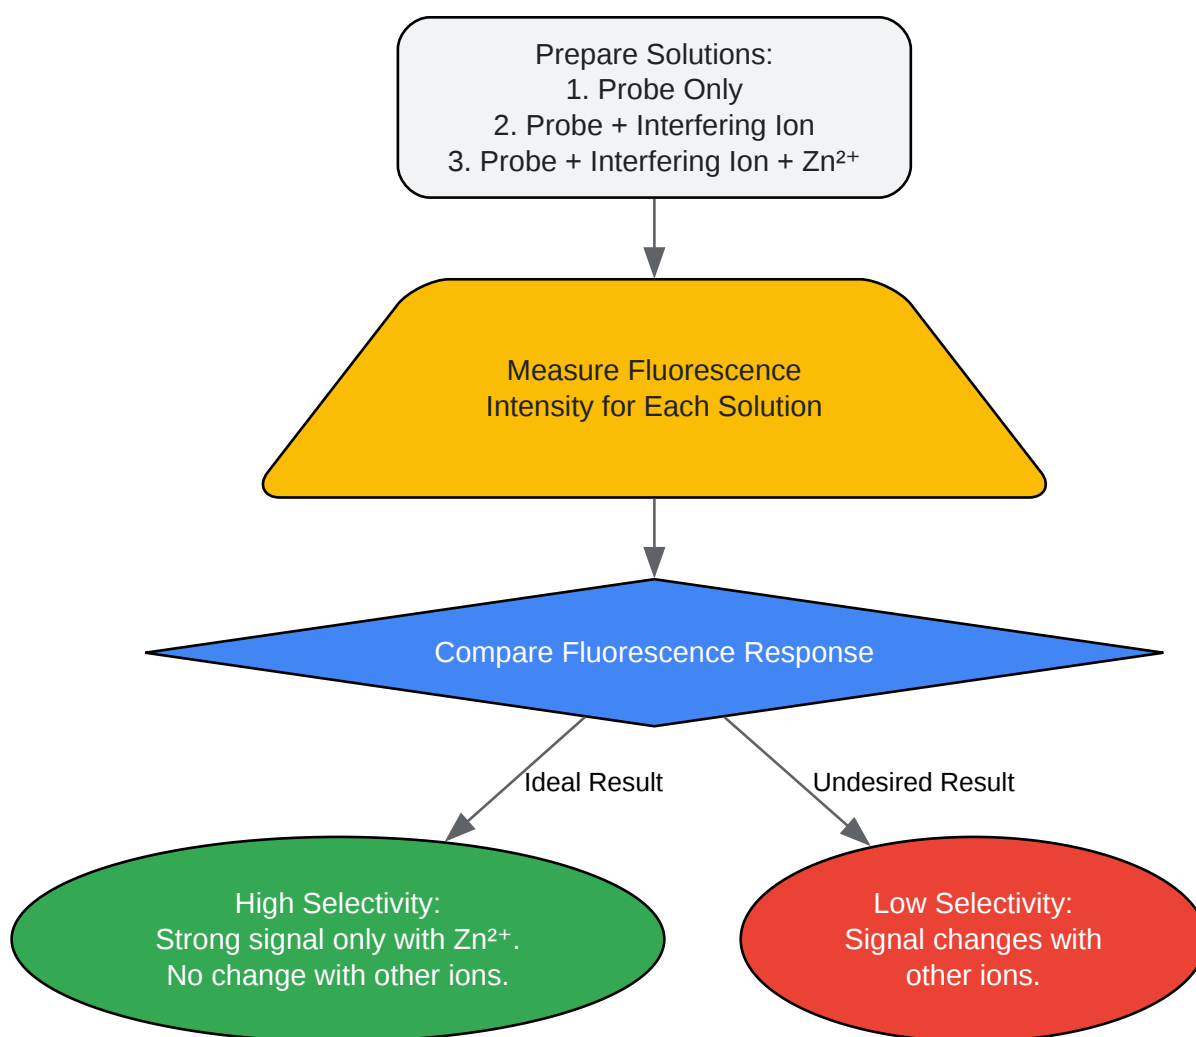 Prepare Solutions:
1. Probe Only
2. Probe + Interfering Ion
3. Probe + Interfering Ion + Zn²⁺
Measure Fluorescence
Intensity for Each Solution
Compare Fluorescence Response
Ideal Result
Undesired Result
High Selectivity:
Strong signal only with Zn²⁺.
No change with other ions.
Low Selectivity:
Signal changes with
other ions.